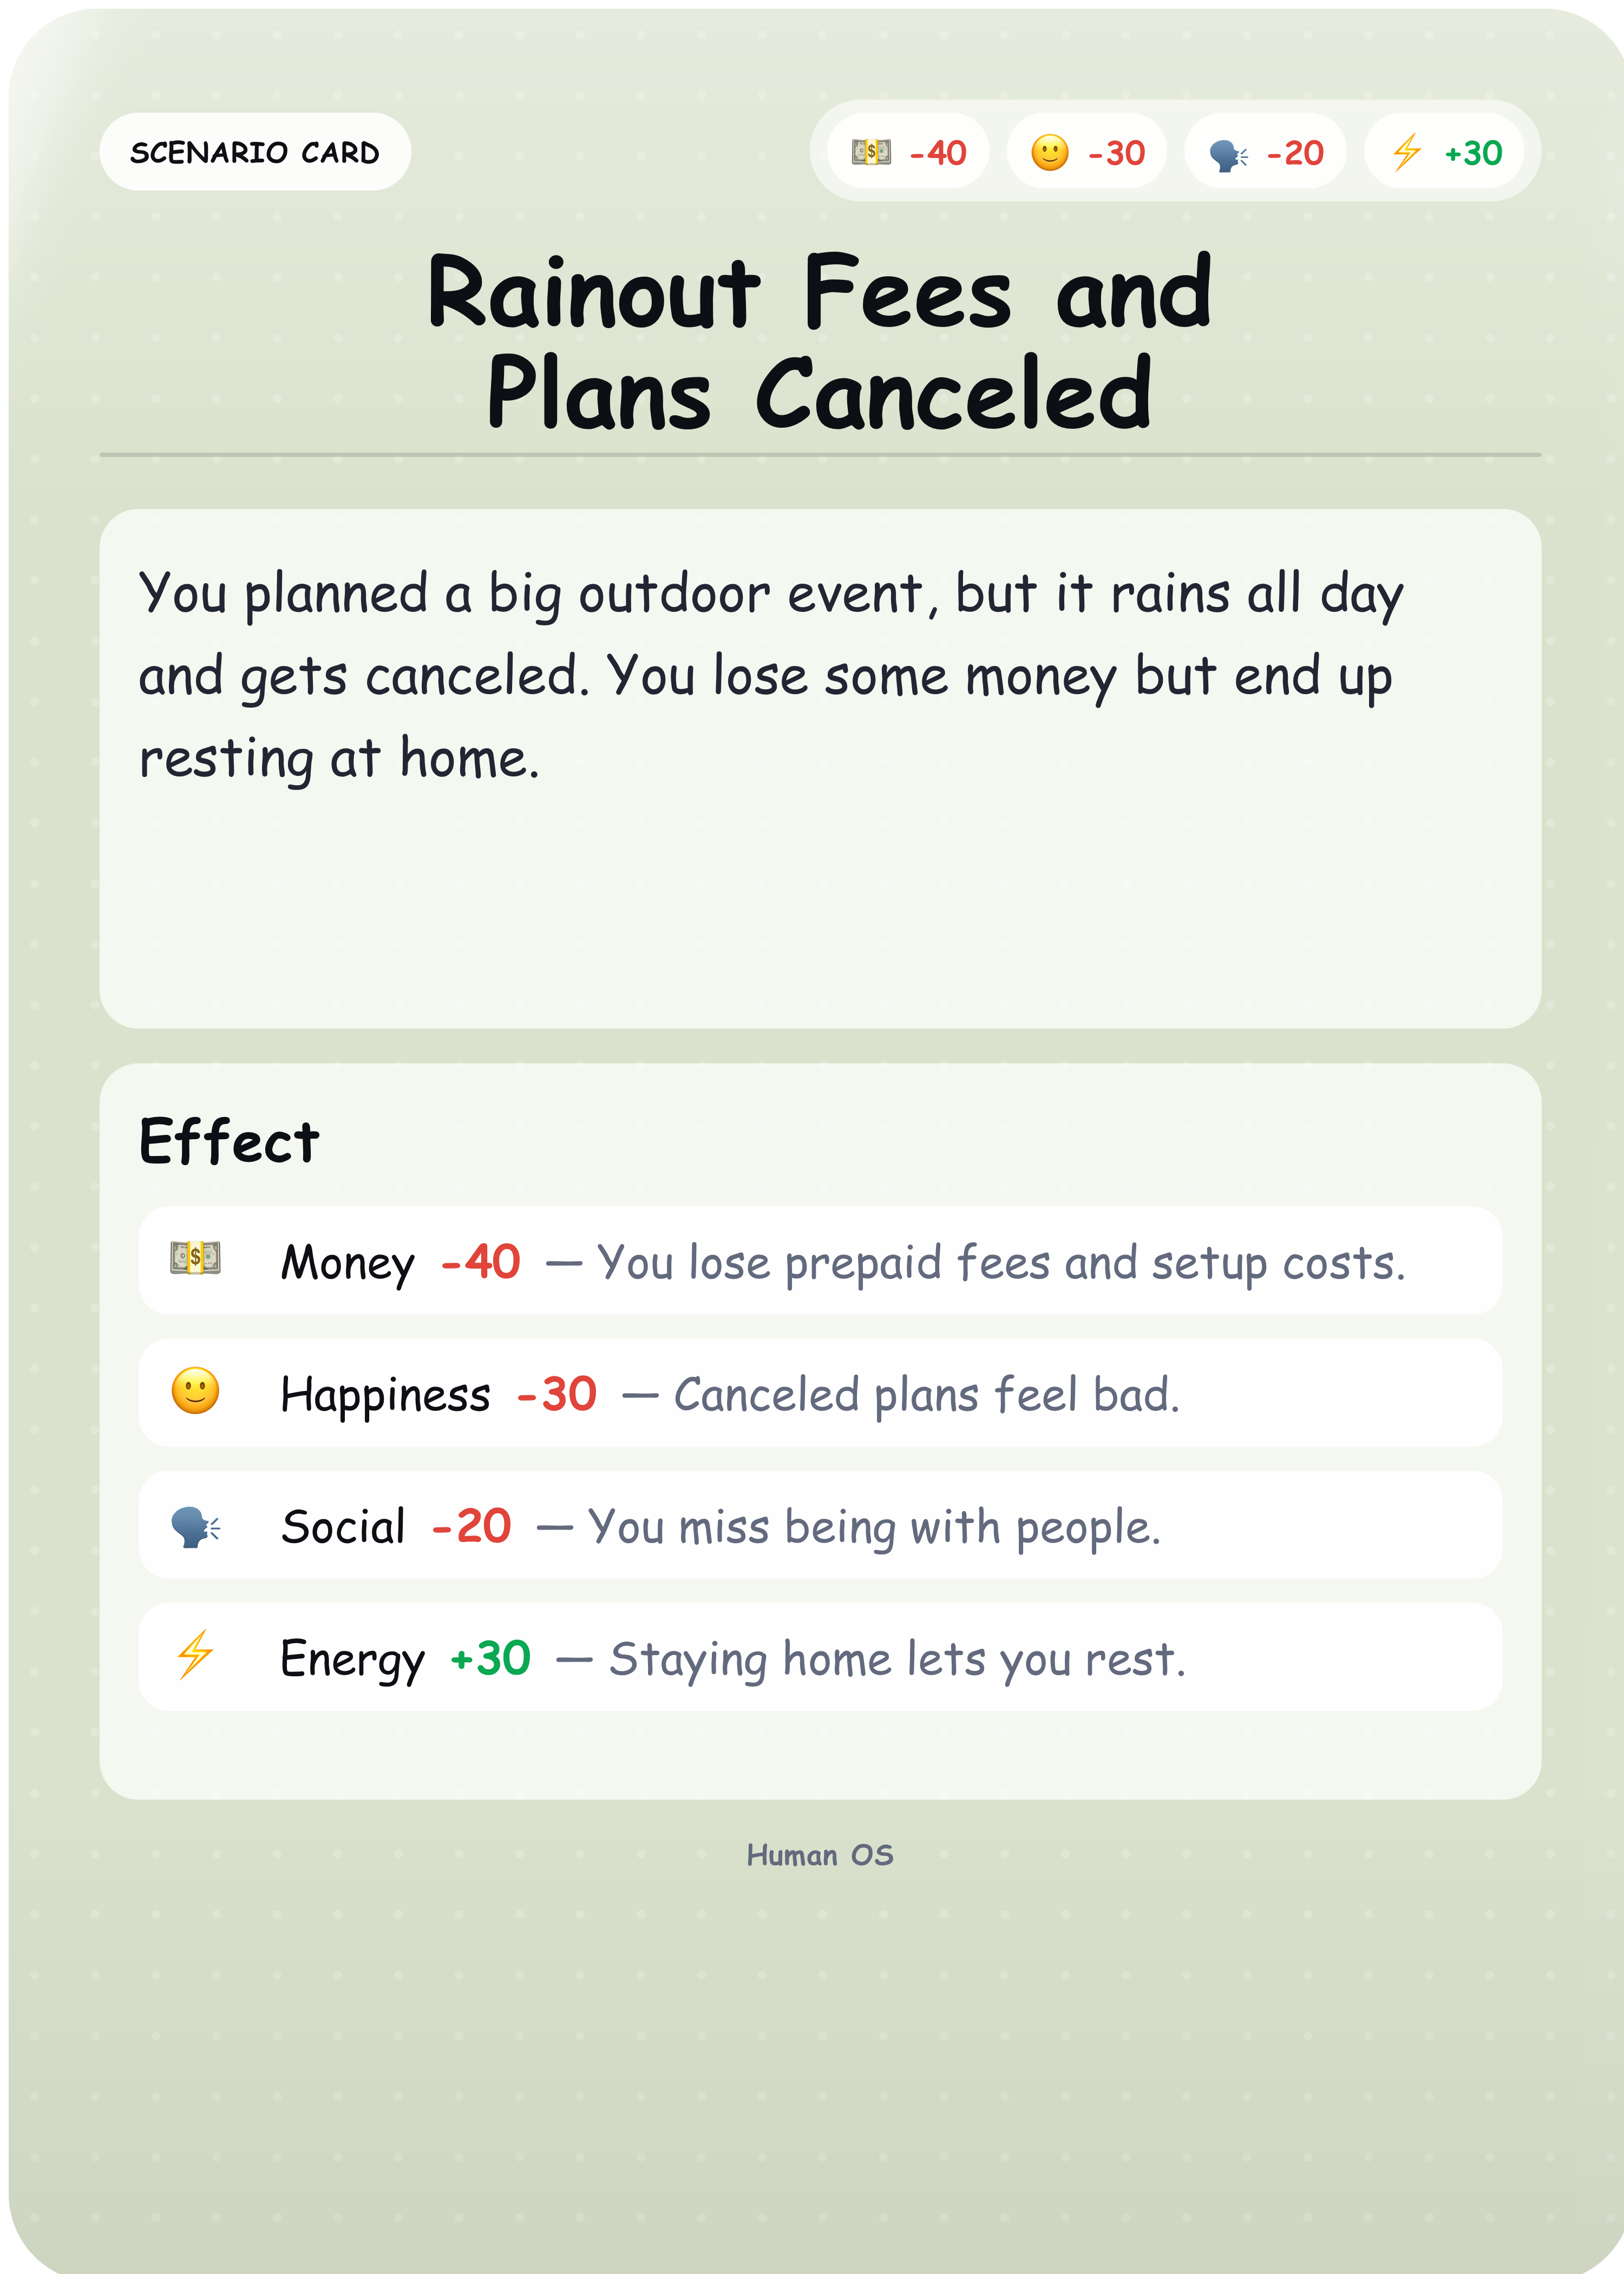 SCENARIO CARD
-40 -30 -20 +30
Rainout Fees and
Plans Canceled
You planned a big outdoor event, but it rains all day
and gets canceled. You lose some money but end up
resting at home.
Effect
Money -40 — You lose prepaid fees and setup costs.
Happiness -30 — Canceled plans feel bad.
Social -20 — You miss being with people.
Energy +30 — Staying home lets you rest.
Human OS